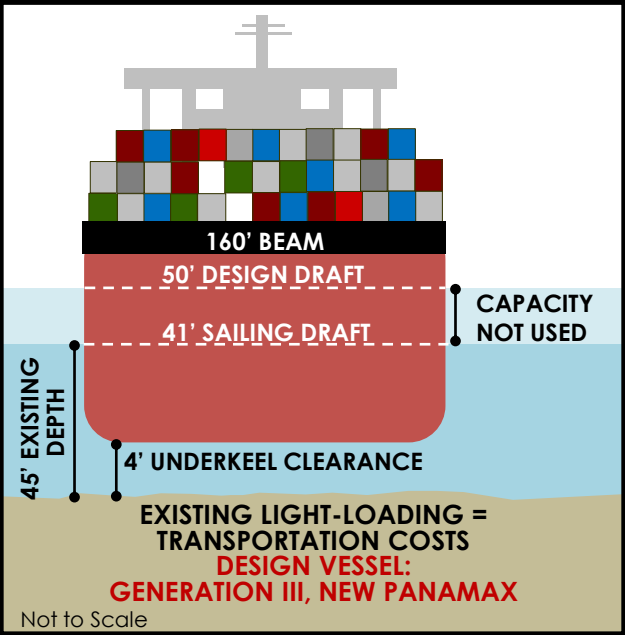 160' BEAM
50' DESIGN DRAFT
CAPACITY
NOT USED
41' SAILING DRAFT
45' EXISTING
DEPTH
4' UNDERKEEL CLEARANCE
EXISTING LIGHT-LOADING =
TRANSPORTATION COSTS
DESIGN VESSEL:
GENERATION III, NEW PANAMAX
Not to Scale